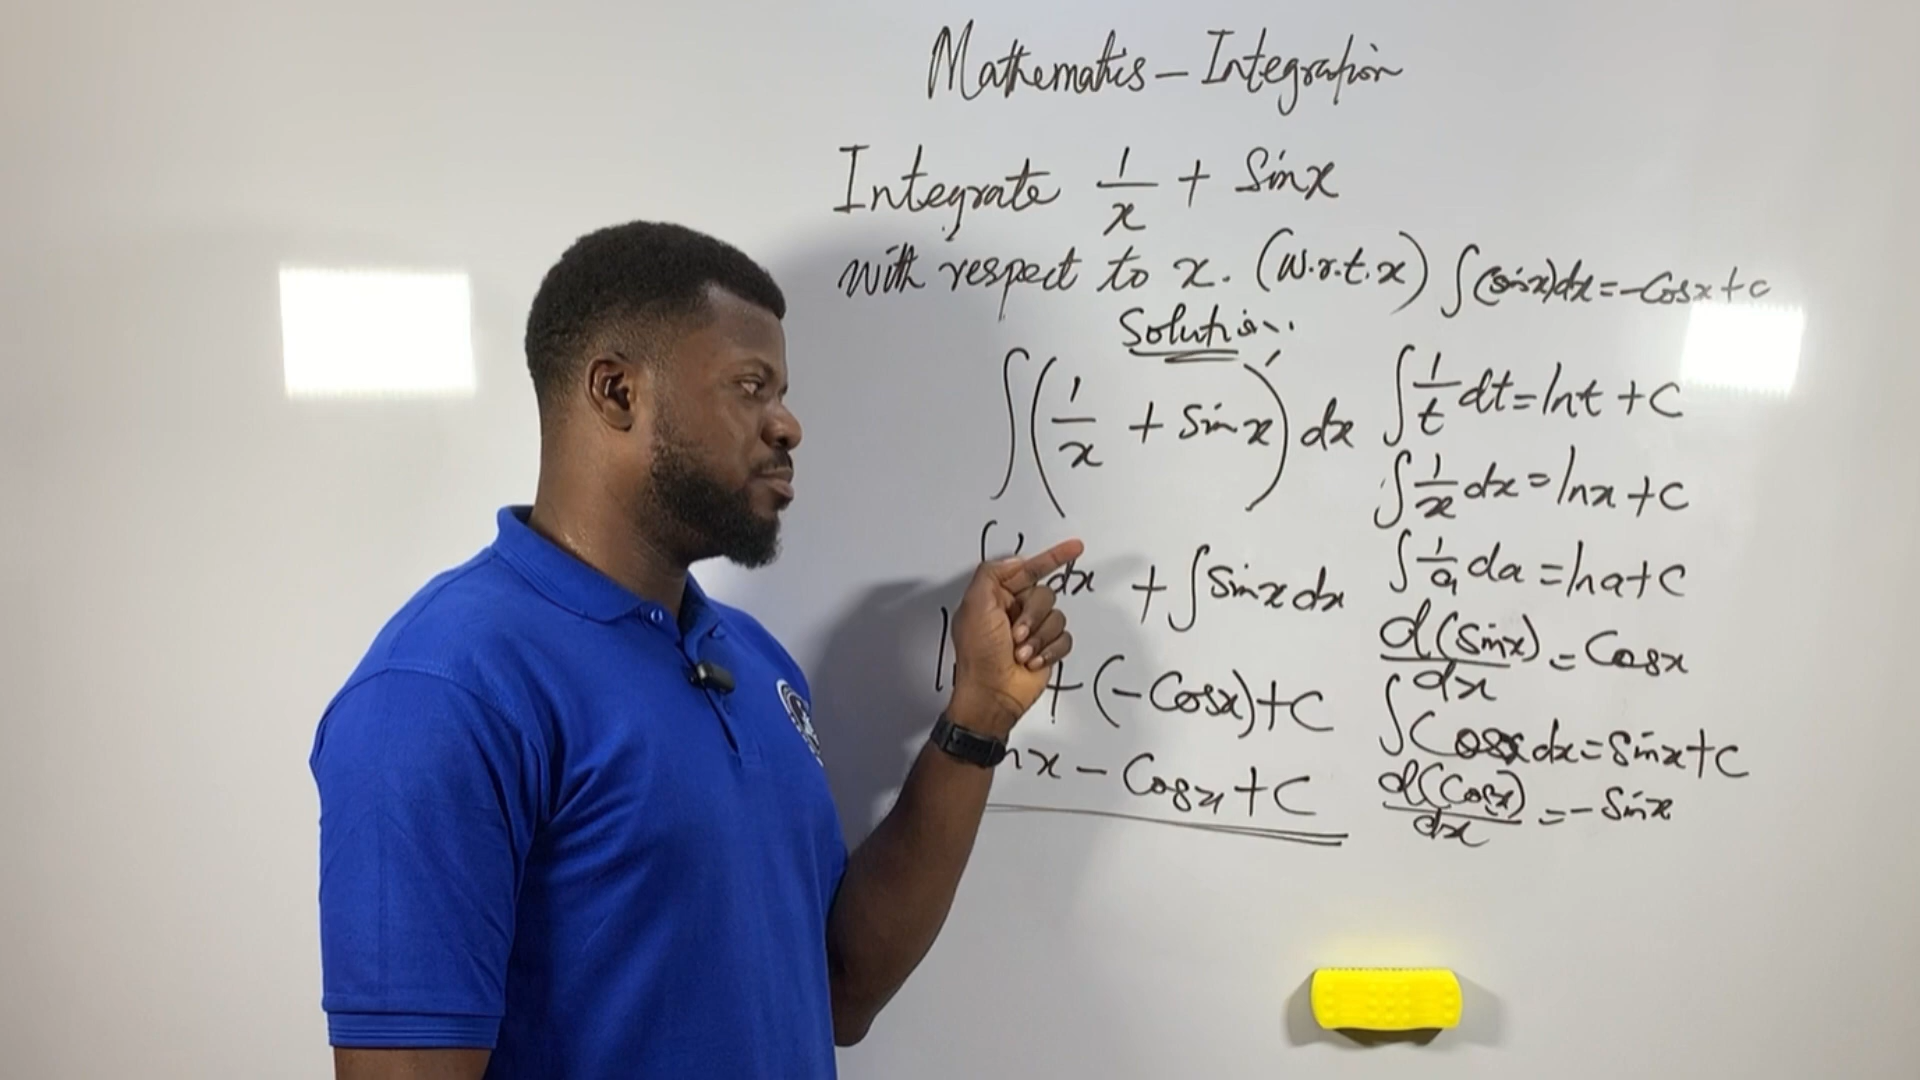 Mathematics - Integration
Integrate 1/x + Sinx
with respect to x. (w.r.t.x)
Solution.
∫(1/x + Sinx) dx
dx + ∫Sinx dx
+ (-Cosx)+C
x - Cosx + C
∫(sinx)dx = -Cosx + c
∫1/t dt = lnt + C
∫1/x dx = lnx + C
∫1/a da = lna + C
d(Sinx)/dx = Cosx
∫Cosx dx = Sinx + C
d(Cosx)/dx = - Sinx